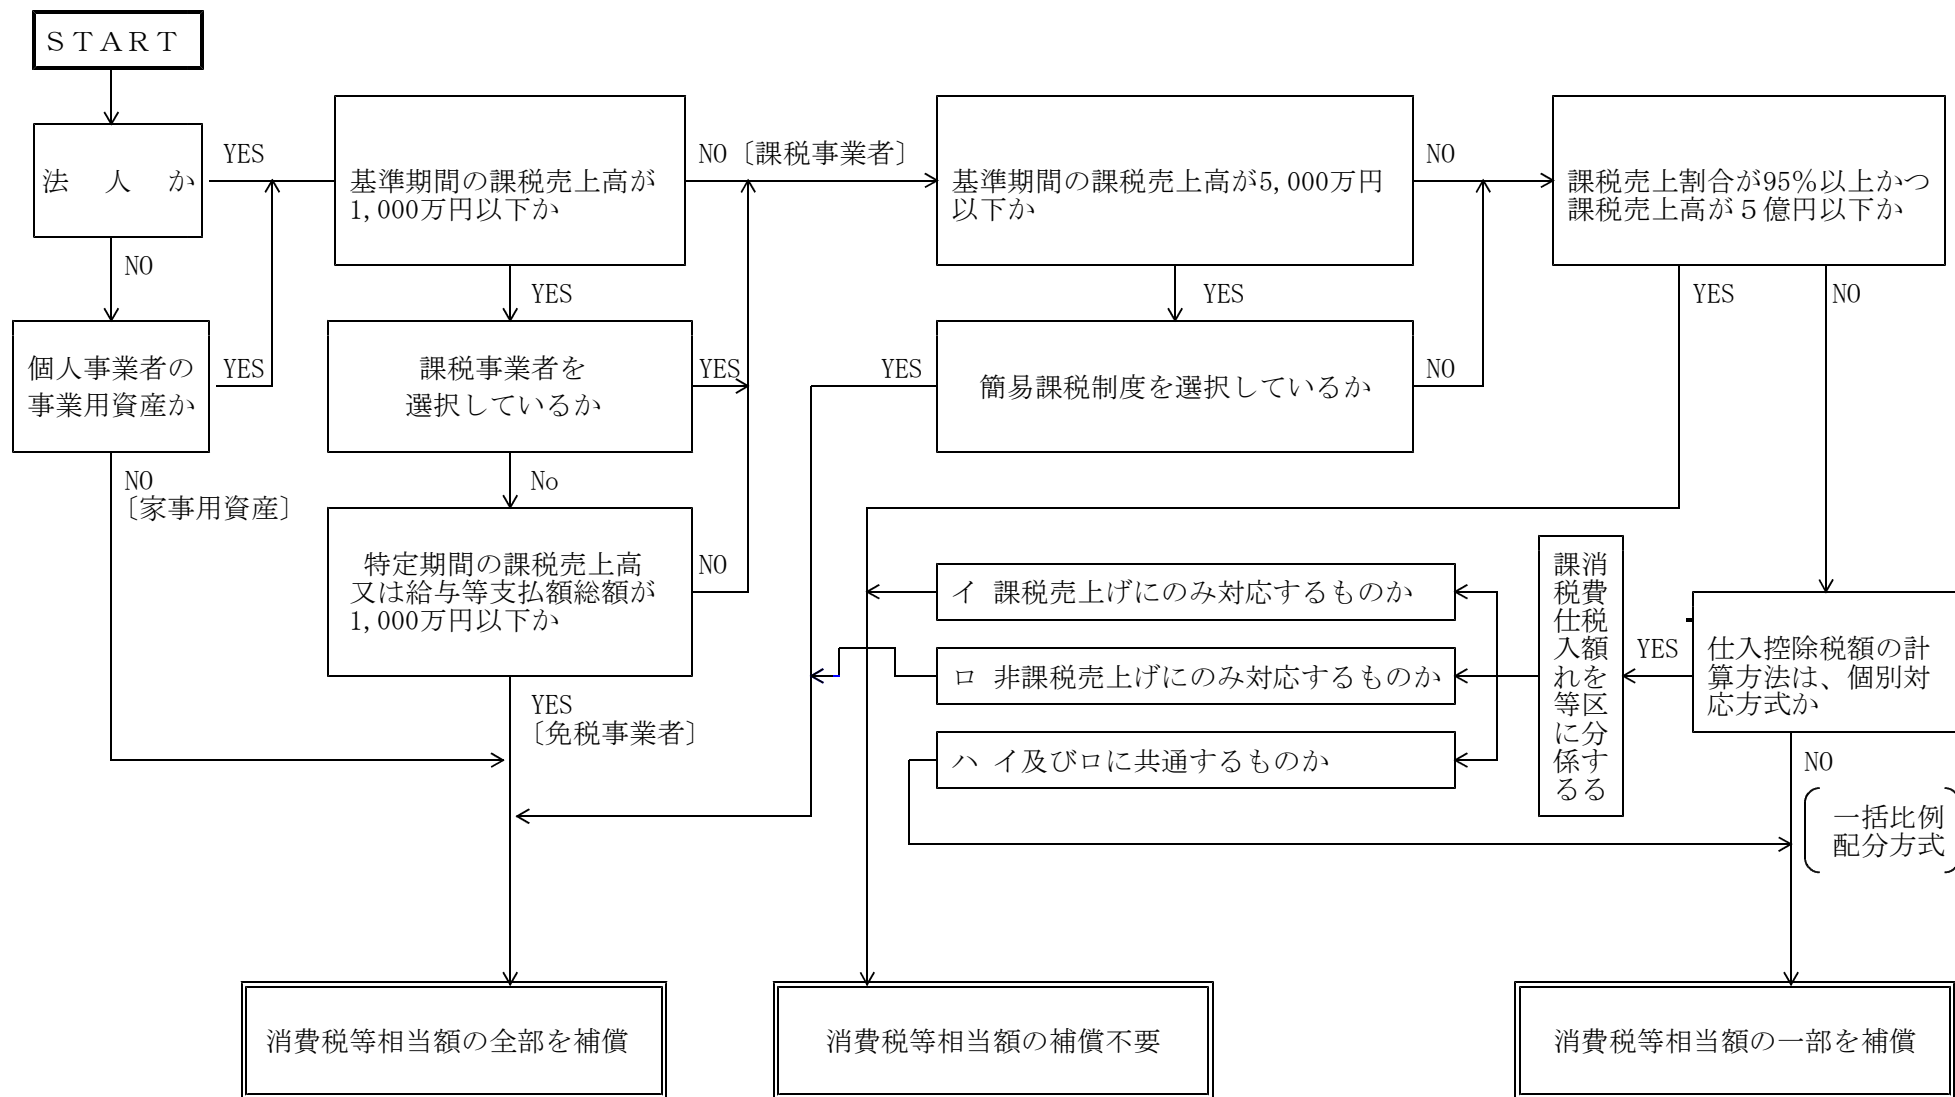 ＳＴＡＲＴ
法　人　か
YES
NO
個人事業者の
事業用資産か
YES
NO
〔家事用資産〕
基準期間の課税売上高が
1,000万円以下か
NO〔課税事業者〕
YES
課税事業者を
選択しているか
YES
No
特定期間の課税売上高
又は給与等支払額総額が
1,000万円以下か
NO
YES
〔免税事業者〕
基準期間の課税売上高が5,000万円
以下か
NO
YES
簡易課税制度を選択しているか
YES
NO
課税売上割合が95％以上かつ
課税売上高が５億円以下か
YES
NO
仕入控除税額の計
算方法は、個別対
応方式か
YES
NO
一括比例
配分方式
消費税額を区分する
課税仕入れ等に係る
イ 課税売上げにのみ対応するものか
ロ 非課税売上げにのみ対応するものか
ハ イ及びロに共通するものか
消費税等相当額の全部を補償
消費税等相当額の補償不要
消費税等相当額の一部を補償